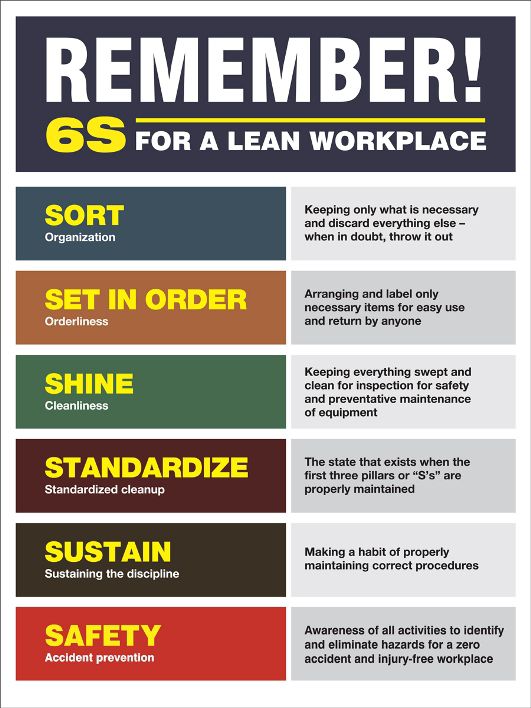 REMEMBER!
6S FOR A LEAN WORKPLACE
SORT
Organization
Keeping only what is necessary
and discard everything else –
when in doubt, throw it out
SET IN ORDER
Orderliness
Arranging and label only
necessary items for easy use
and return by anyone
SHINE
Cleanliness
Keeping everything swept and
clean for inspection for safety
and preventative maintenance
of equipment
STANDARDIZE
Standardized cleanup
The state that exists when the
first three pillars or “S’s” are
properly maintained
SUSTAIN
Sustaining the discipline
Making a habit of properly
maintaining correct procedures
SAFETY
Accident prevention
Awareness of all activities to identify
and eliminate hazards for a zero
accident and injury-free workplace